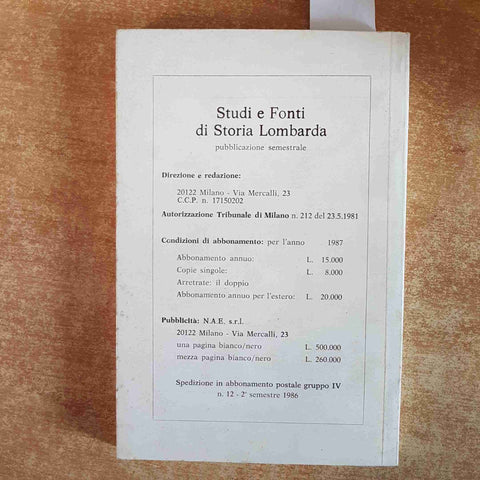 Studi e Fonti
di Storia Lombarda
pubblicazione semestrale
Direzione e redazione:
20122 Milano - Via Mercalli, 23
C.C.P. n. 17150202
Autorizzazione Tribunale di Milano n. 212 del 23.5.1981
Condizioni di abbonamento: per l'anno 1987
Abbonamento annuo: L. 15.000
Copie singole: L. 8.000
Arretrate: il doppio
Abbonamento annuo per l'estero: L. 20.000
Pubblicità: N.A.E. s.r.l.
20122 Milano - Via Mercalli, 23
una pagina bianco/nero L. 500.000
mezza pagina bianco/nero L. 260.000
Spedizione in abbonamento postale gruppo IV
n. 12 - 2° semestre 1986